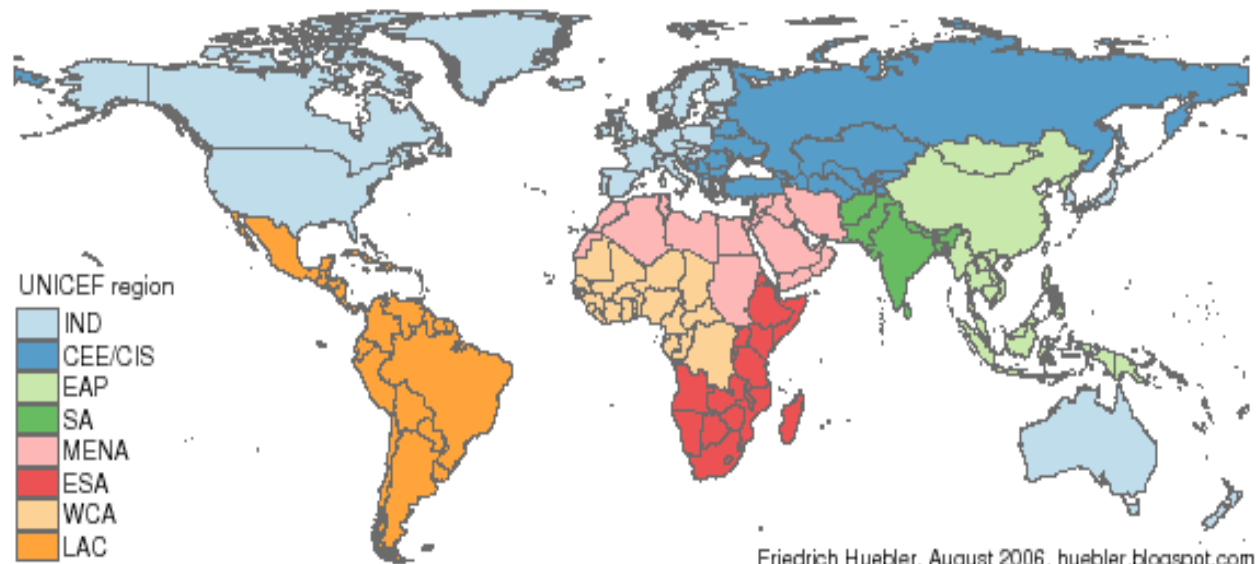 UNICEF region
IND
CEE/CIS
EAP
SA
MENA
ESA
WCA
LAC
Friedrich Huebler, August 2006, huebler.blogspot.com